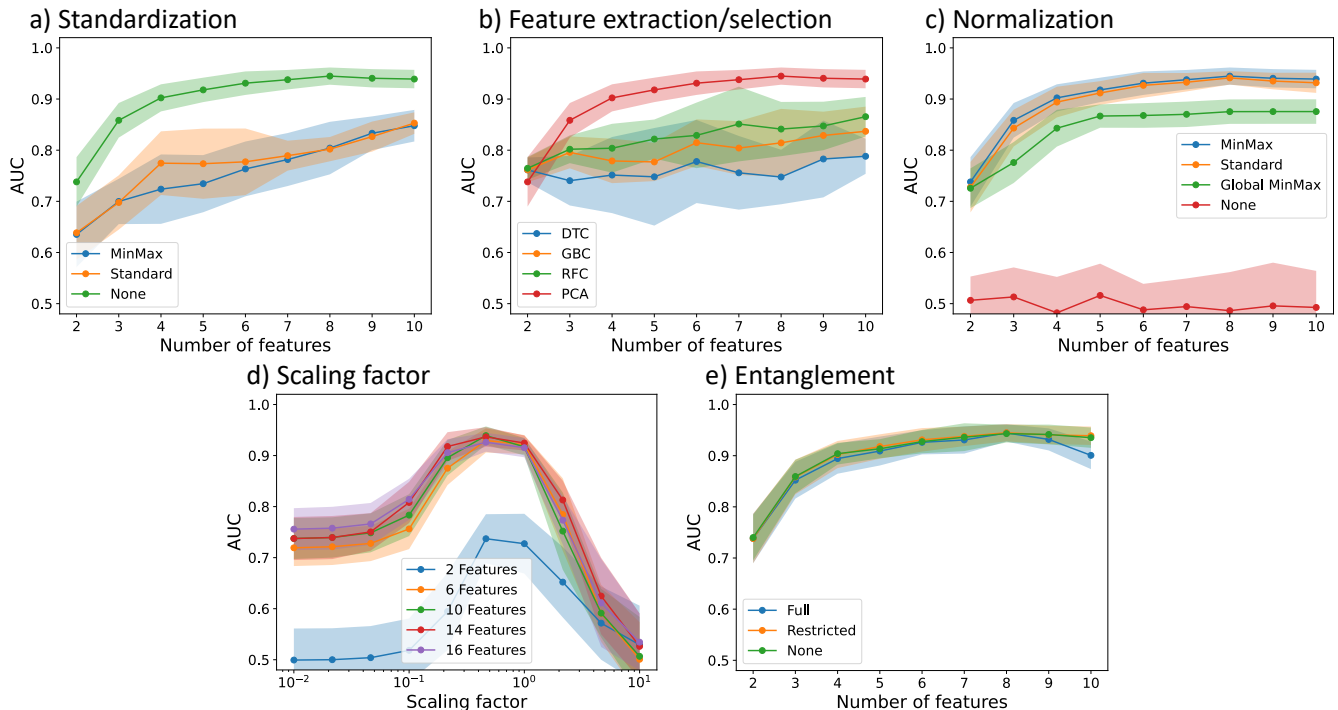 a) Standardization
1.0
0.9
0.8
0.7
0.6
0.5
AUC
MinMax
Standard
None
2 3 4 5 6 7 8 9 10
Number of features
b) Feature extraction/selection
1.0
0.9
0.8
0.7
0.6
0.5
AUC
DTC
GBC
RFC
PCA
2 3 4 5 6 7 8 9 10
Number of features
c) Normalization
1.0
0.9
0.8
0.7
0.6
0.5
AUC
MinMax
Standard
Global MinMax
None
2 3 4 5 6 7 8 9 10
Number of features
d) Scaling factor
1.0
0.9
0.8
0.7
0.6
0.5
AUC
2 Features
6 Features
10 Features
14 Features
16 Features
10⁻² 10⁻¹ 10⁰ 10¹
Scaling factor
e) Entanglement
1.0
0.9
0.8
0.7
0.6
0.5
AUC
Full
Restricted
None
2 3 4 5 6 7 8 9 10
Number of features